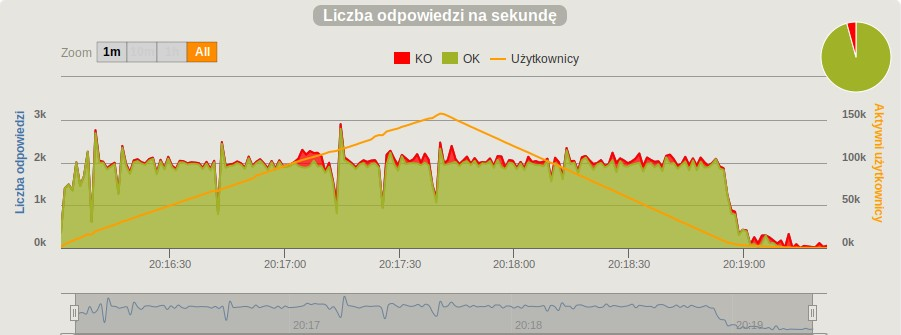 Liczba odpowiedzi na sekundę
Zoom 1m 10m 1h All
KO OK Użytkownicy
Liczba odpowiedzi
3k
2k
1k
0k
150k
100k
50k
0k
Aktywni użytkownicy
20:16:30 20:17:00 20:17:30 20:18:00 20:18:30 20:19:00
20:17 20:18 20:19